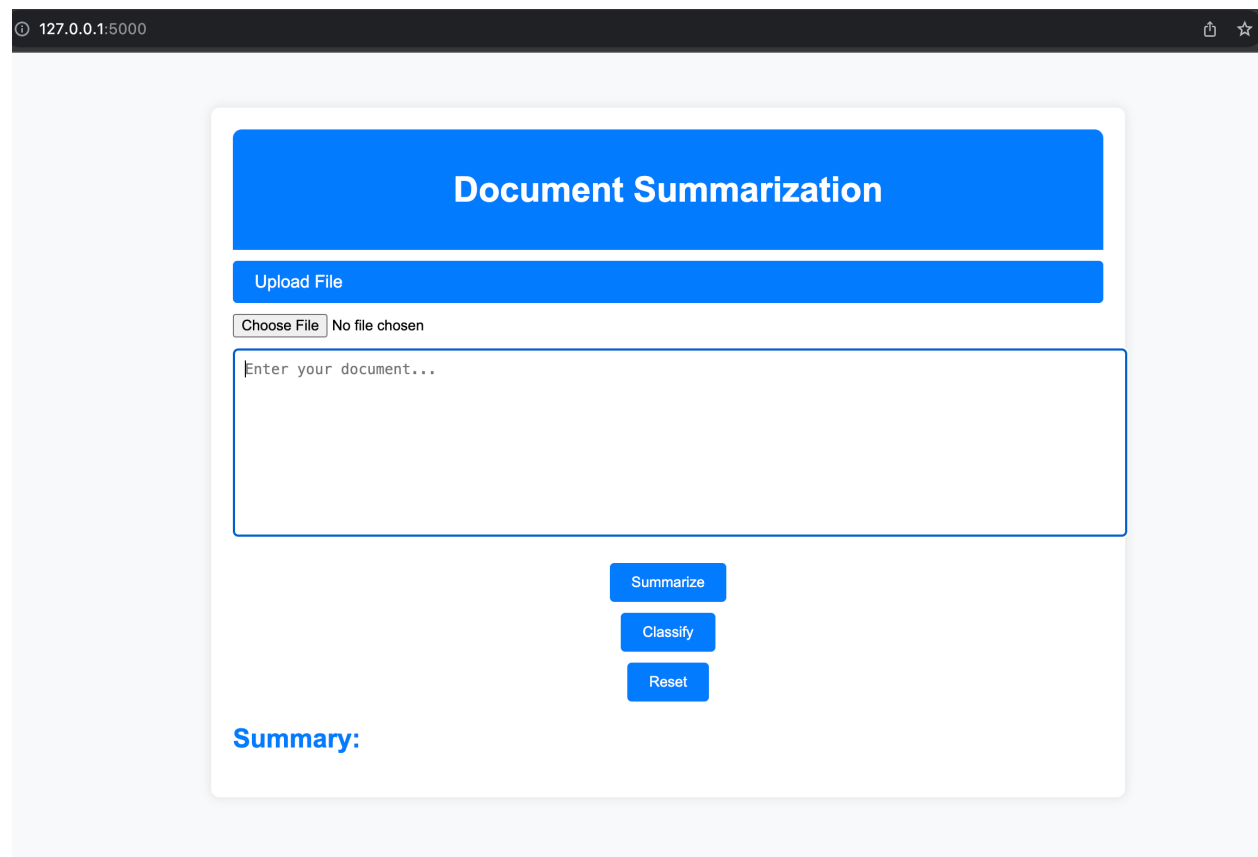 127.0.0.1:5000
Document Summarization
Upload File
Choose File No file chosen
Enter your document...
Summarize
Classify
Reset
Summary: